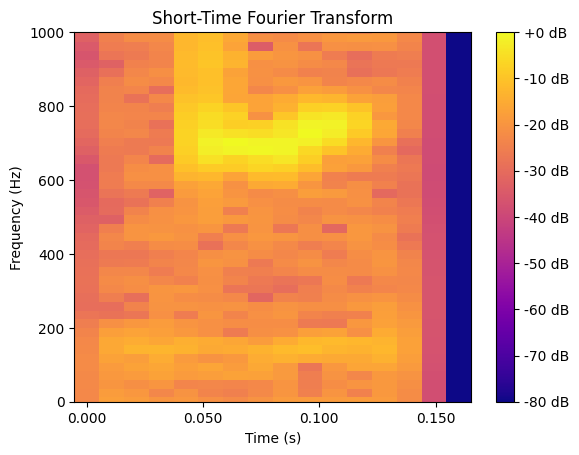 Short-Time Fourier Transform
1000
800
600
400
200
0
Frequency (Hz)
0.000
0.050
0.100
0.150
Time (s)
+0 dB
-10 dB
-20 dB
-30 dB
-40 dB
-50 dB
-60 dB
-70 dB
-80 dB